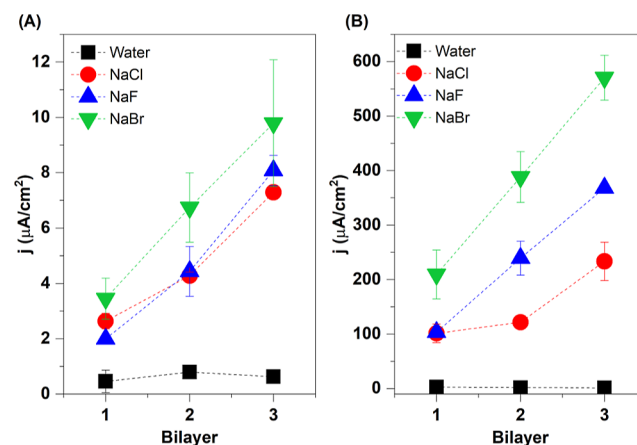 (A)
Water
NaCl
NaF
NaBr
12
10
8
6
4
2
0
j (μA/cm²)
1 2 3
Bilayer
(B)
Water
NaCl
NaF
NaBr
600
500
400
300
200
100
0
j (μA/cm²)
1 2 3
Bilayer